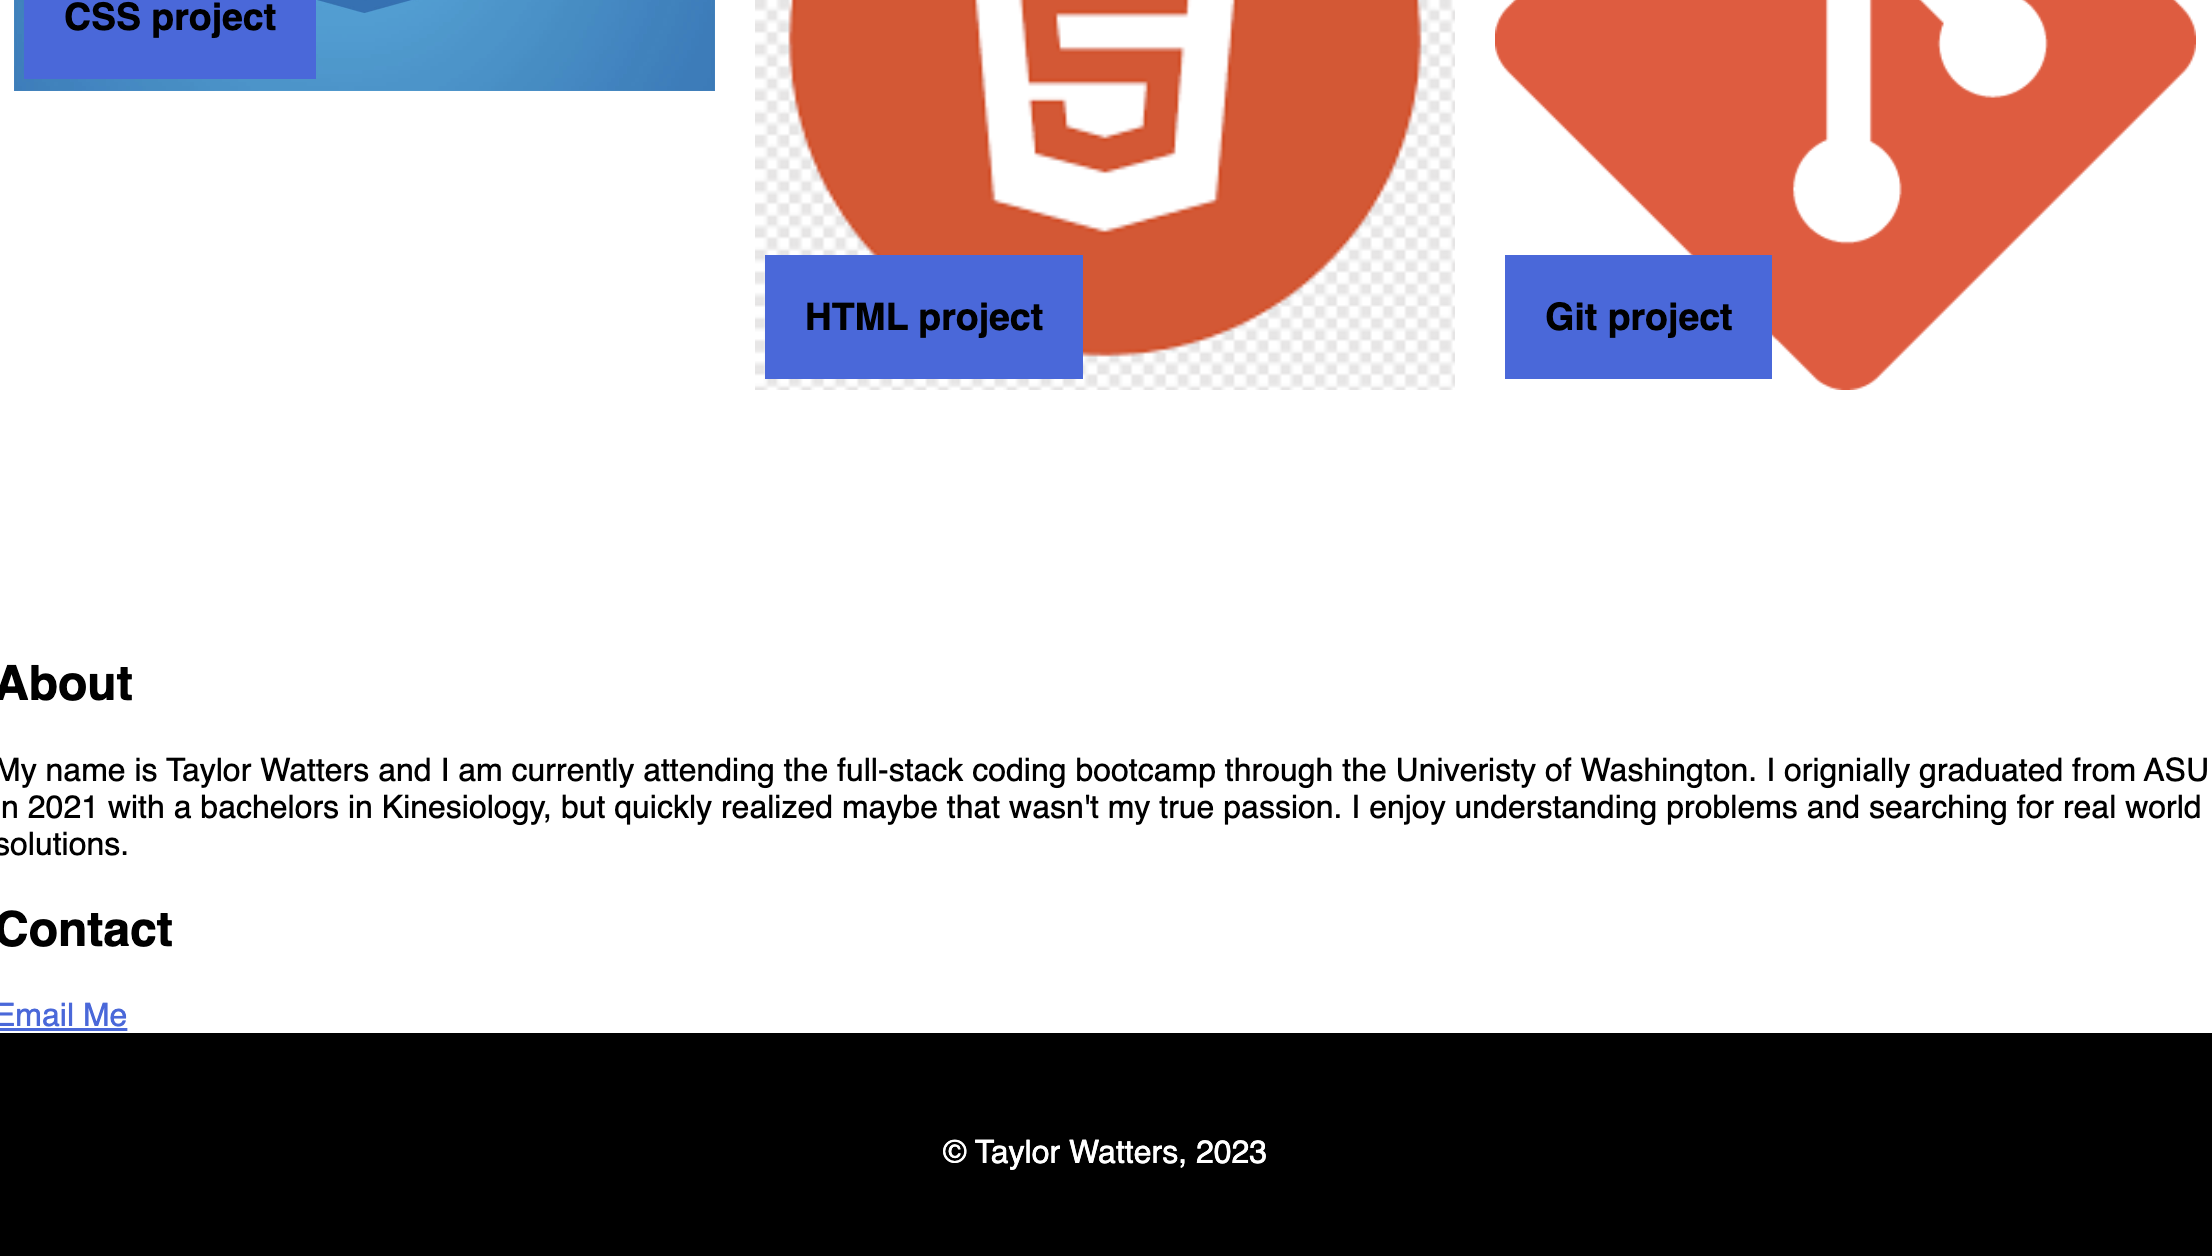 CSS project
HTML project
Git project
About
My name is Taylor Watters and I am currently attending the full-stack coding bootcamp through the Univeristy of Washington. I orignially graduated from ASU
in 2021 with a bachelors in Kinesiology, but quickly realized maybe that wasn't my true passion. I enjoy understanding problems and searching for real world
solutions.
Contact
Email Me
© Taylor Watters, 2023